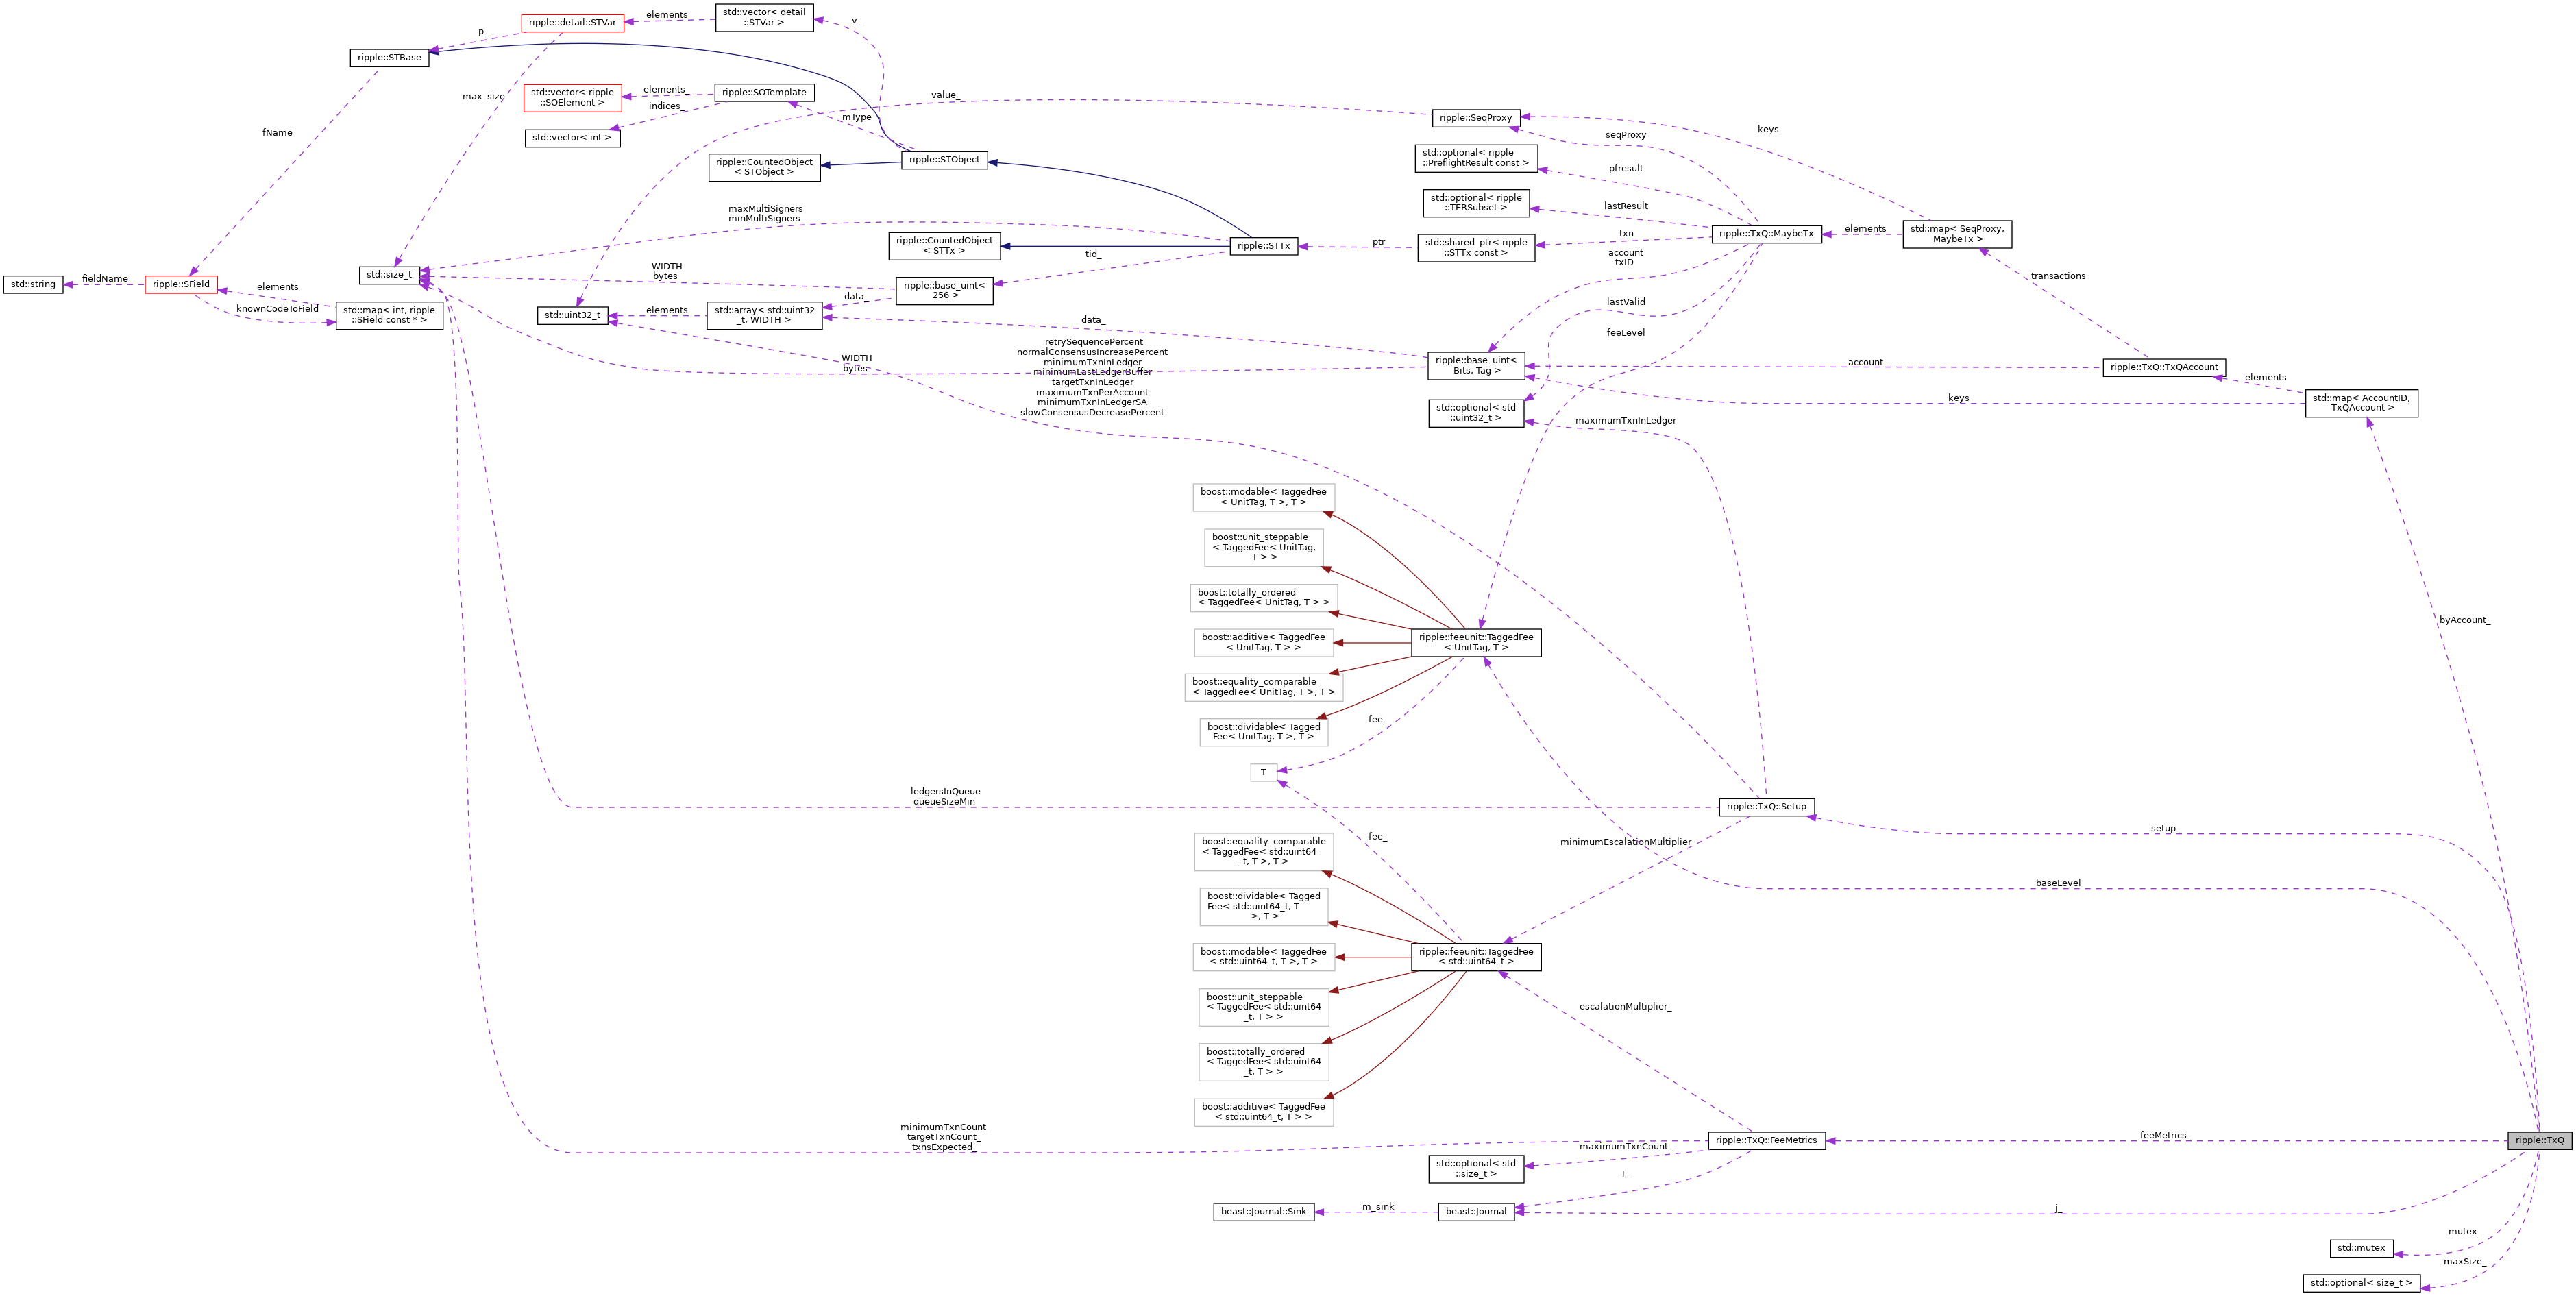 ripple::detail::STVar
elements
std::vector< detail
::STVar >
v_
p_
ripple::STBase
max_size
std::vector< ripple
::SOElement >
elements_
indices_
ripple::SOTemplate
mType
std::vector< int >
fName
ripple::CountedObject
< STObject >
ripple::STObject
value_
ripple::SeqProxy
seqProxy
keys
std::optional< ripple
::PreflightResult const >
pfresult
std::optional< ripple
::TERSubset >
lastResult
maxMultiSigners
minMultiSigners
ripple::CountedObject
< STTx >
ripple::STTx
ptr
std::shared_ptr< ripple
::STTx const >
txn
ripple::TxQ::MaybeTx
elements
std::map< SeqProxy,
MaybeTx >
tid_
account
txID
transactions
std::string
fieldName
ripple::SField
elements
knownCodeToField
std::map< int, ripple
::SField const * >
std::size_t
WIDTH
bytes
ripple::base_uint<
256 >
data_
std::uint32_t
elements
std::array< std::uint32
_t, WIDTH >
data_
lastValid
feeLevel
WIDTH
bytes
retrySequencePercent
normalConsensusIncreasePercent
minimumTxnInLedger
minimumLastLedgerBuffer
targetTxnInLedger
maximumTxnPerAccount
minimumTxnInLedgerSA
slowConsensusDecreasePercent
ripple::base_uint<
Bits, Tag >
account
ripple::TxQ::TxQAccount
elements
keys
std::map< AccountID,
TxQAccount >
std::optional< std
::uint32_t >
maximumTxnInLedger
boost::modable< TaggedFee
< UnitTag, T >, T >
boost::unit_steppable
< TaggedFee< UnitTag,
T > >
boost::totally_ordered
< TaggedFee< UnitTag, T > >
boost::additive< TaggedFee
< UnitTag, T > >
ripple::feeunit::TaggedFee
< UnitTag, T >
byAccount_
boost::equality_comparable
< TaggedFee< UnitTag, T >, T >
boost::dividable< Tagged
Fee< UnitTag, T >, T >
fee_
T
ledgersInQueue
queueSizeMin
ripple::TxQ::Setup
setup_
fee_
minimumEscalationMultiplier
boost::equality_comparable
< TaggedFee< std::uint64
_t, T >, T >
baseLevel
boost::dividable< Tagged
Fee< std::uint64_t, T
>, T >
boost::modable< TaggedFee
< std::uint64_t, T >, T >
ripple::feeunit::TaggedFee
< std::uint64_t >
boost::unit_steppable
< TaggedFee< std::uint64
_t, T > >
escalationMultiplier_
boost::totally_ordered
< TaggedFee< std::uint64
_t, T > >
boost::additive< TaggedFee
< std::uint64_t, T > >
minimumTxnCount_
targetTxnCount_
txnsExpected_
ripple::TxQ::FeeMetrics
feeMetrics_
ripple::TxQ
maximumTxnCount_
std::optional< std
::size_t >
j_
beast::Journal::Sink
m_sink
beast::Journal
j_
mutex_
std::mutex
maxSize_
std::optional< size_t >